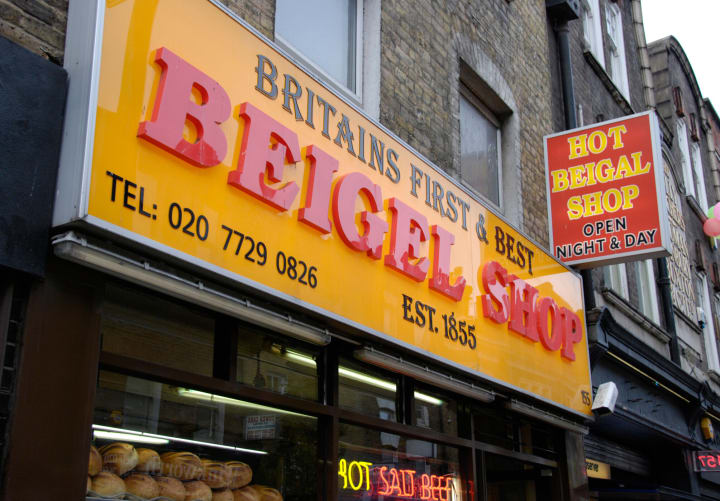 BRITAINS FIRST & BEST
BEIGEL SHOP
TEL: 020 7729 0826
EST. 1855
155
HOT
BEIGAL
SHOP
OPEN
NIGHT & DAY
HOT SALT BEEF